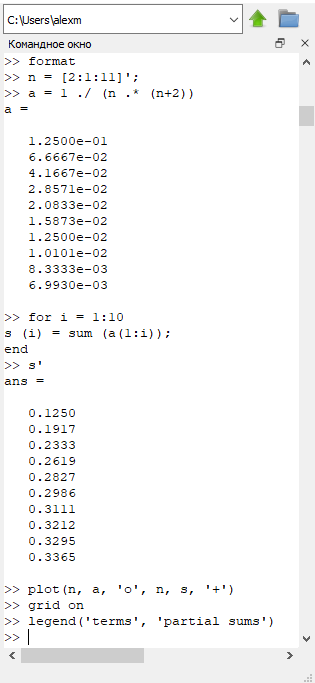 C:\Users\alexm
Командное окно
>> format
>> n = [2:1:11]';
>> a = 1 ./ (n .* (n+2))
a =
1.2500e-01
6.6667e-02
4.1667e-02
2.8571e-02
2.0833e-02
1.5873e-02
1.2500e-02
1.0101e-02
8.3333e-03
6.9930e-03
>> for i = 1:10
s (i) = sum (a(1:i));
end
>> s'
ans =
0.1250
0.1917
0.2333
0.2619
0.2827
0.2986
0.3111
0.3212
0.3295
0.3365
>> plot(n, a, 'o', n, s, '+')
>> grid on
>> legend('terms', 'partial sums')
>>